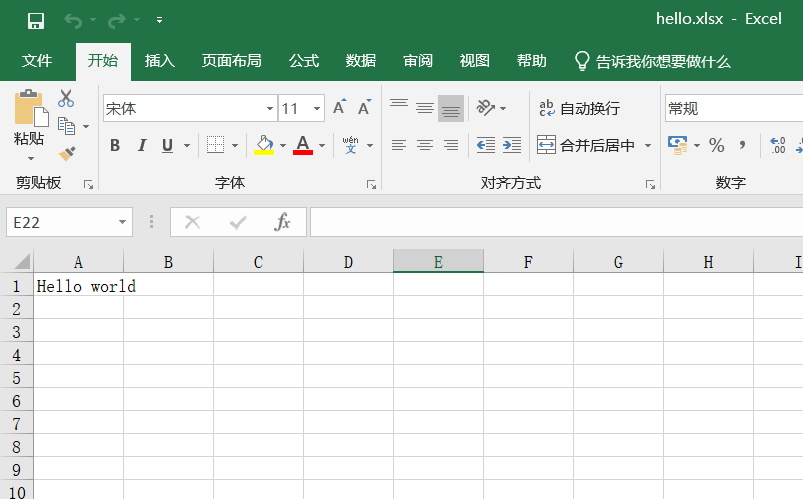 hello.xlsx - Excel
文件 开始 插入 页面布局 公式 数据 审阅 视图 帮助 告诉我你想要做什么
宋体 11 ab c 自动换行 常规
粘贴
B I U A wén 文 合并后居中 % ,
剪贴板 字体 对齐方式 数字
E22 fx
A B C D E F G H I
1 Hello world
2
3
4
5
6
7
8
9
10